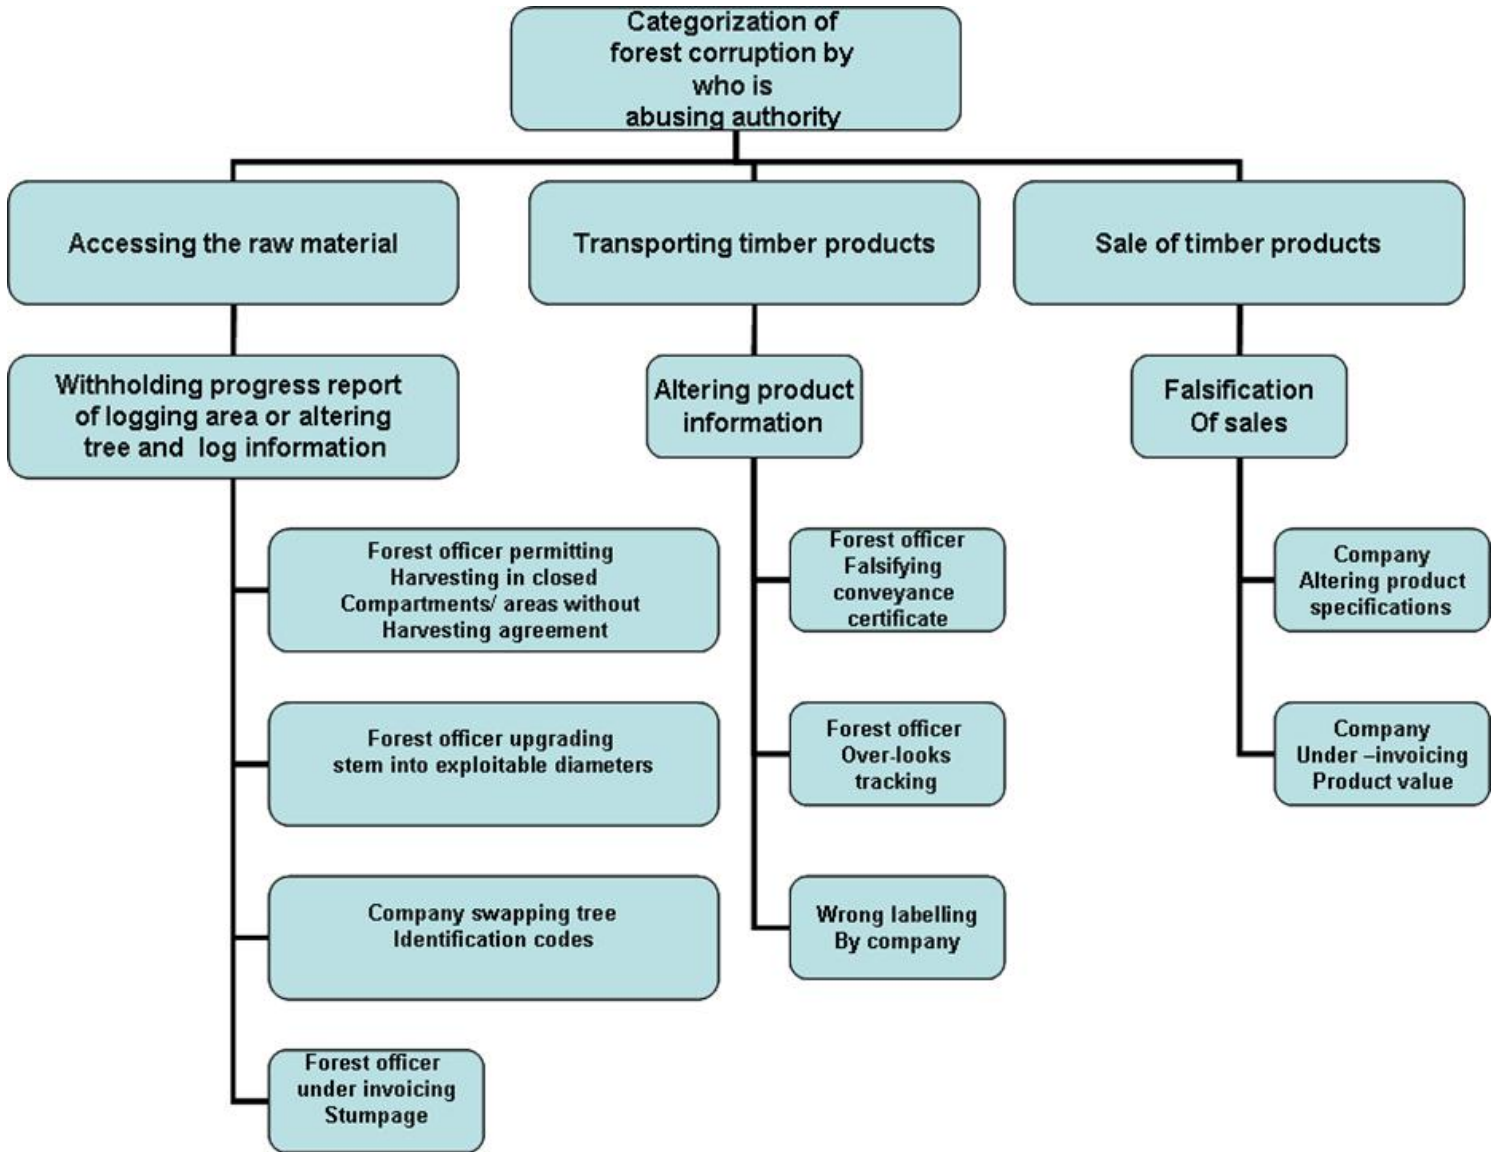 Categorization of
forest corruption by
who is
abusing authority
Accessing the raw material
Transporting timber products
Sale of timber products
Withholding progress report
of logging area or altering
tree and log information
Altering product
information
Falsification
Of sales
Forest officer permitting
Harvesting in closed
Compartments/ areas without
Harvesting agreement
Forest officer upgrading
stem into exploitable diameters
Company swapping tree
Identification codes
Forest officer
under invoicing
Stumpage
Forest officer
Falsifying
conveyance
certificate
Forest officer
Over-looks
tracking
Wrong labelling
By company
Company
Altering product
specifications
Company
Under –invoicing
Product value